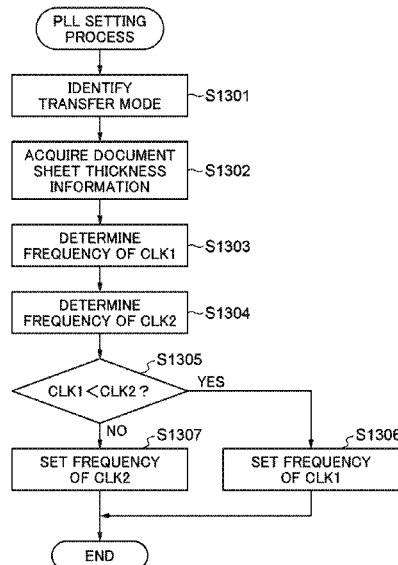 PLL SETTING
PROCESS
IDENTIFY
TRANSFER MODE
S1301
ACQUIRE DOCUMENT
SHEET THICKNESS
INFORMATION
S1302
DETERMINE
FREQUENCY OF CLK1
S1303
DETERMINE
FREQUENCY OF CLK2
S1304
S1305
CLK1<CLK2?
YES
NO
S1307
SET FREQUENCY
OF CLK2
S1306
SET FREQUENCY
OF CLK1
END